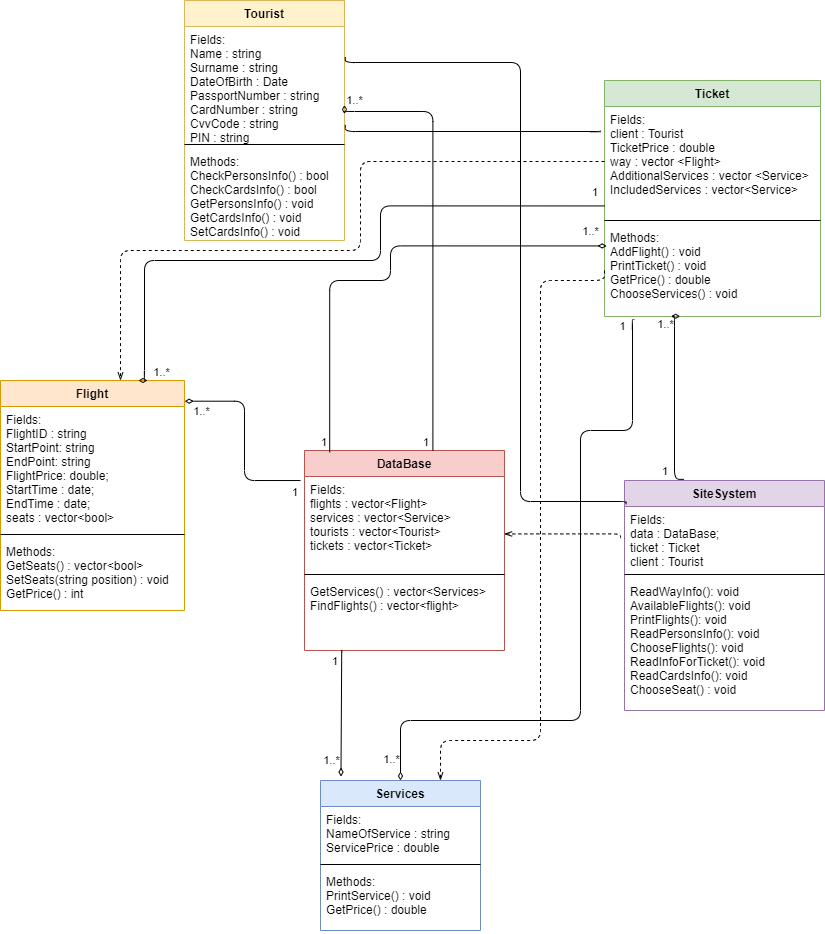 Tourist
Fields:
Name : string
Surname : string
DateOfBirth : Date
PassportNumber : string
CardNumber : string
CvvCode : string
PIN : string
Methods:
CheckPersonsInfo() : bool
CheckCardsInfo() : bool
GetPersonsInfo() : void
GetCardsInfo() : void
SetCardsInfo() : void
1..*
Ticket
Fields:
client : Tourist
TicketPrice : double
way : vector <Flight>
AdditionalServices : vector <Service>
IncludedServices : vector<Service>
Methods:
AddFlight() : void
PrintTicket() : void
GetPrice() : double
ChooseServices() : void
1
1..*
1
1..*
1..*
Flight
Fields:
FlightID : string
StartPoint: string
EndPoint: string
FlightPrice: double;
StartTime : date;
EndTime : date;
seats : vector<bool>
Methods:
GetSeats() : vector<bool>
SetSeats(string position) : void
GetPrice() : int
1..*
1
1
1
DataBase
Fields:
flights : vector<Flight>
services : vector<Service>
tourists : vector<Tourist>
tickets : vector<Ticket>
GetServices() : vector<Services>
FindFlights() : vector<flight>
1
SiteSystem
Fields:
data : DataBase;
ticket : Ticket
client : Tourist
ReadWayInfo(): void
AvailableFlights(): void
PrintFlights(): void
ReadPersonsInfo(): void
ChooseFlights(): void
ReadInfoForTicket(): void
ReadCardsInfo(): void
ChooseSeat() : void
1
1..*
1..*
Services
Fields:
NameOfService : string
ServicePrice : double
Methods:
PrintService() : void
GetPrice() : double